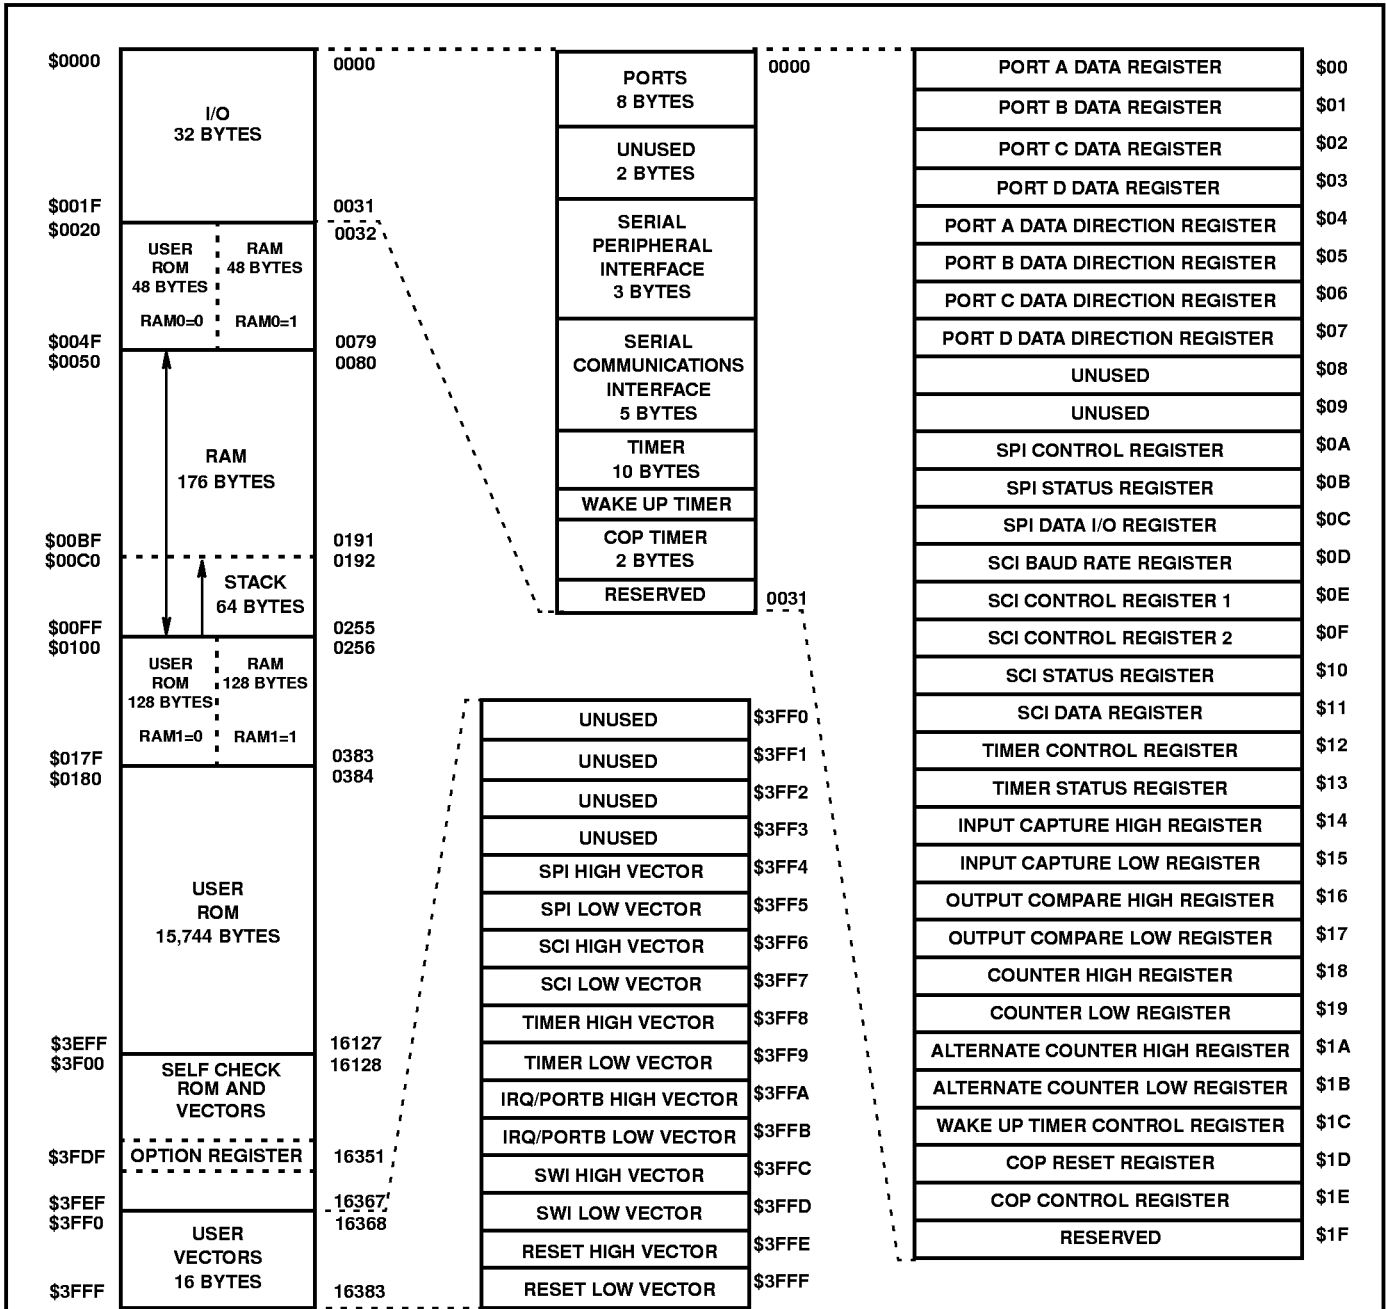 $0000
I/O
32 BYTES
0000
$001F
0031
$0020
0032
USER
ROM
48 BYTES
RAM0=0
RAM
48 BYTES
RAM0=1
$004F
0079
$0050
0080
RAM
176 BYTES
$00BF
0191
$00C0
0192
STACK
64 BYTES
$00FF
0255
$0100
0256
USER
ROM
128 BYTES
RAM1=0
RAM
128 BYTES
RAM1=1
$017F
0383
$0180
0384
USER
ROM
15,744 BYTES
$3EFF
16127
$3F00
16128
SELF CHECK
ROM AND
VECTORS
$3FDF
OPTION REGISTER
16351
$3FEF
16367
$3FF0
16368
USER
VECTORS
16 BYTES
$3FFF
16383
0000
PORTS
8 BYTES
UNUSED
2 BYTES
SERIAL
PERIPHERAL
INTERFACE
3 BYTES
SERIAL
COMMUNICATIONS
INTERFACE
5 BYTES
TIMER
10 BYTES
WAKE UP TIMER
COP TIMER
2 BYTES
RESERVED
0031
UNUSED $3FF0
UNUSED $3FF1
UNUSED $3FF2
UNUSED $3FF3
SPI HIGH VECTOR $3FF4
SPI LOW VECTOR $3FF5
SCI HIGH VECTOR $3FF6
SCI LOW VECTOR $3FF7
TIMER HIGH VECTOR $3FF8
TIMER LOW VECTOR $3FF9
IRQ/PORTB HIGH VECTOR $3FFA
IRQ/PORTB LOW VECTOR $3FFB
SWI HIGH VECTOR $3FFC
SWI LOW VECTOR $3FFD
RESET HIGH VECTOR $3FFE
RESET LOW VECTOR $3FFF
PORT A DATA REGISTER $00
PORT B DATA REGISTER $01
PORT C DATA REGISTER $02
PORT D DATA REGISTER $03
PORT A DATA DIRECTION REGISTER $04
PORT B DATA DIRECTION REGISTER $05
PORT C DATA DIRECTION REGISTER $06
PORT D DATA DIRECTION REGISTER $07
UNUSED $08
UNUSED $09
SPI CONTROL REGISTER $0A
SPI STATUS REGISTER $0B
SPI DATA I/O REGISTER $0C
SCI BAUD RATE REGISTER $0D
SCI CONTROL REGISTER 1 $0E
SCI CONTROL REGISTER 2 $0F
SCI STATUS REGISTER $10
SCI DATA REGISTER $11
TIMER CONTROL REGISTER $12
TIMER STATUS REGISTER $13
INPUT CAPTURE HIGH REGISTER $14
INPUT CAPTURE LOW REGISTER $15
OUTPUT COMPARE HIGH REGISTER $16
OUTPUT COMPARE LOW REGISTER $17
COUNTER HIGH REGISTER $18
COUNTER LOW REGISTER $19
ALTERNATE COUNTER HIGH REGISTER $1A
ALTERNATE COUNTER LOW REGISTER $1B
WAKE UP TIMER CONTROL REGISTER $1C
COP RESET REGISTER $1D
COP CONTROL REGISTER $1E
RESERVED $1F